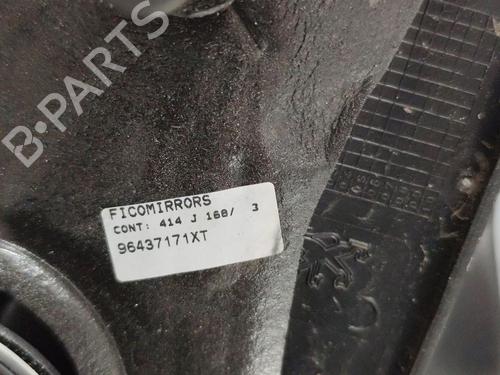 B-PARTS
FICOMIRRORS
CONT: 414 J 168/ 3
96437171XT